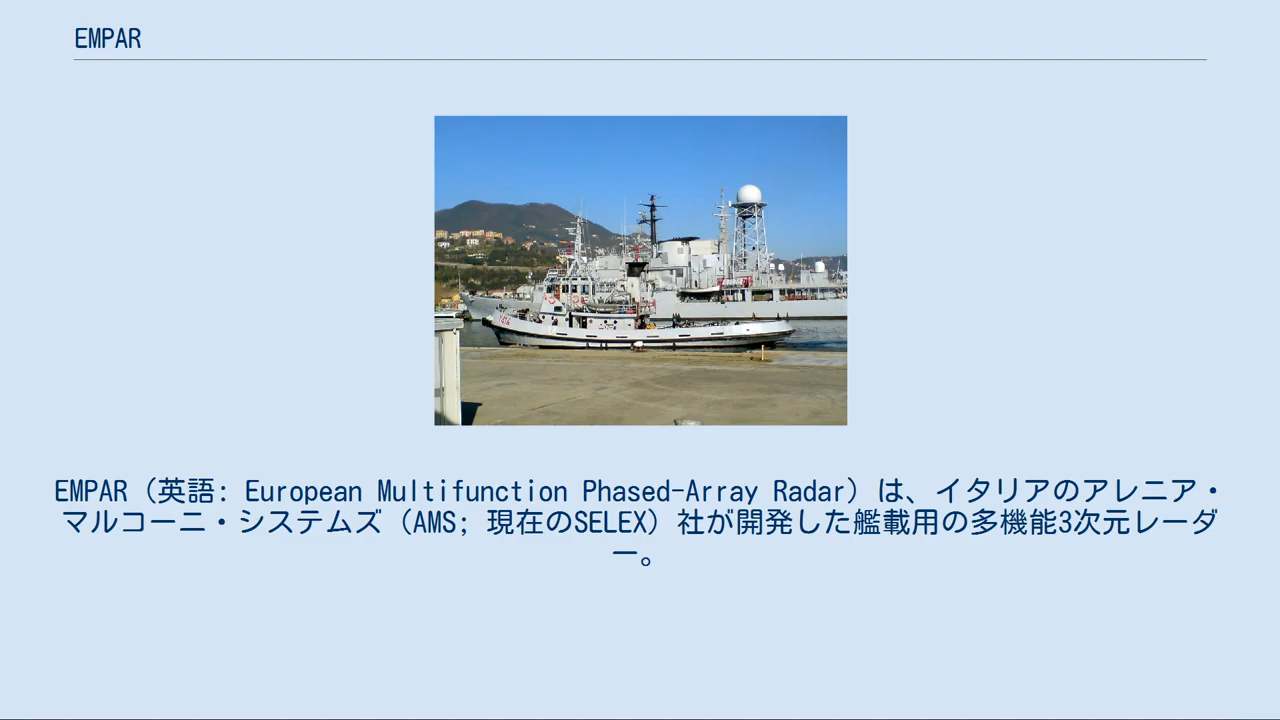 EMPAR
EMPAR（英語: European Multifunction Phased-Array Radar）は、イタリアのアレニア・
マルコーニ・システムズ（AMS; 現在のSELEX）社が開発した艦載用の多機能3次元レーダ
ー。